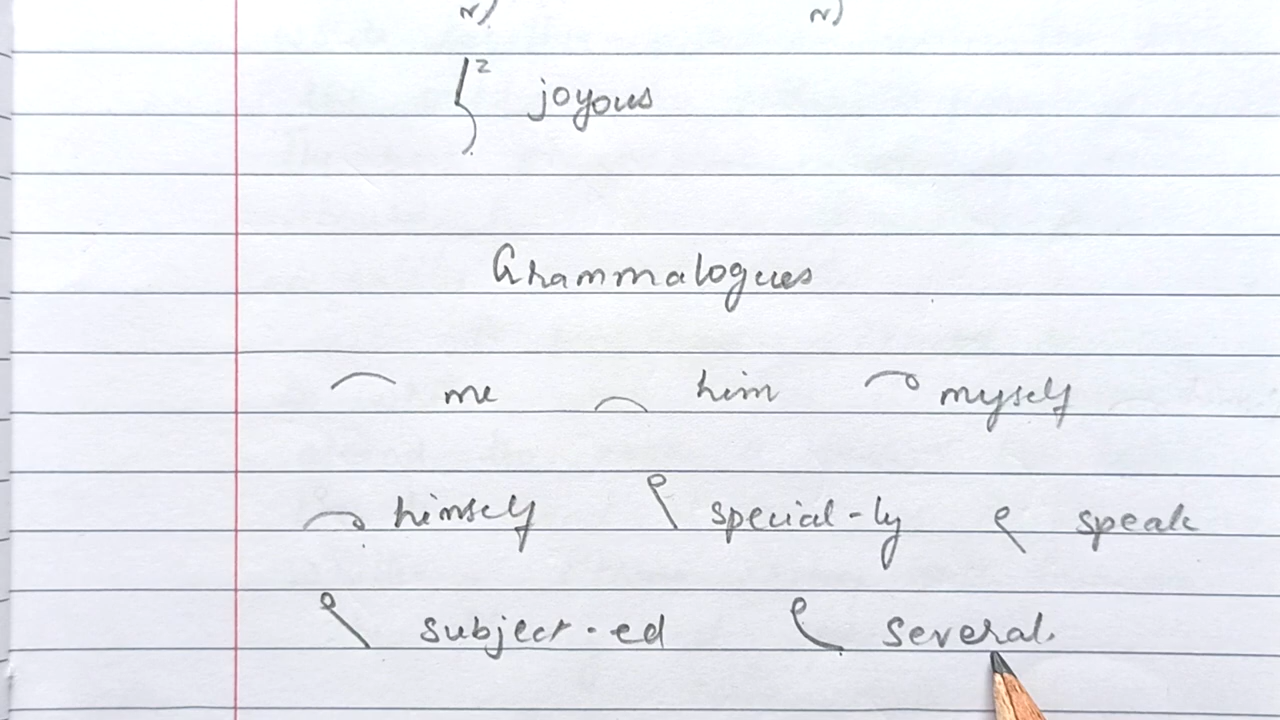 joyous
Grammalogues
me him myself
himself special-ly speak
subject-ed several